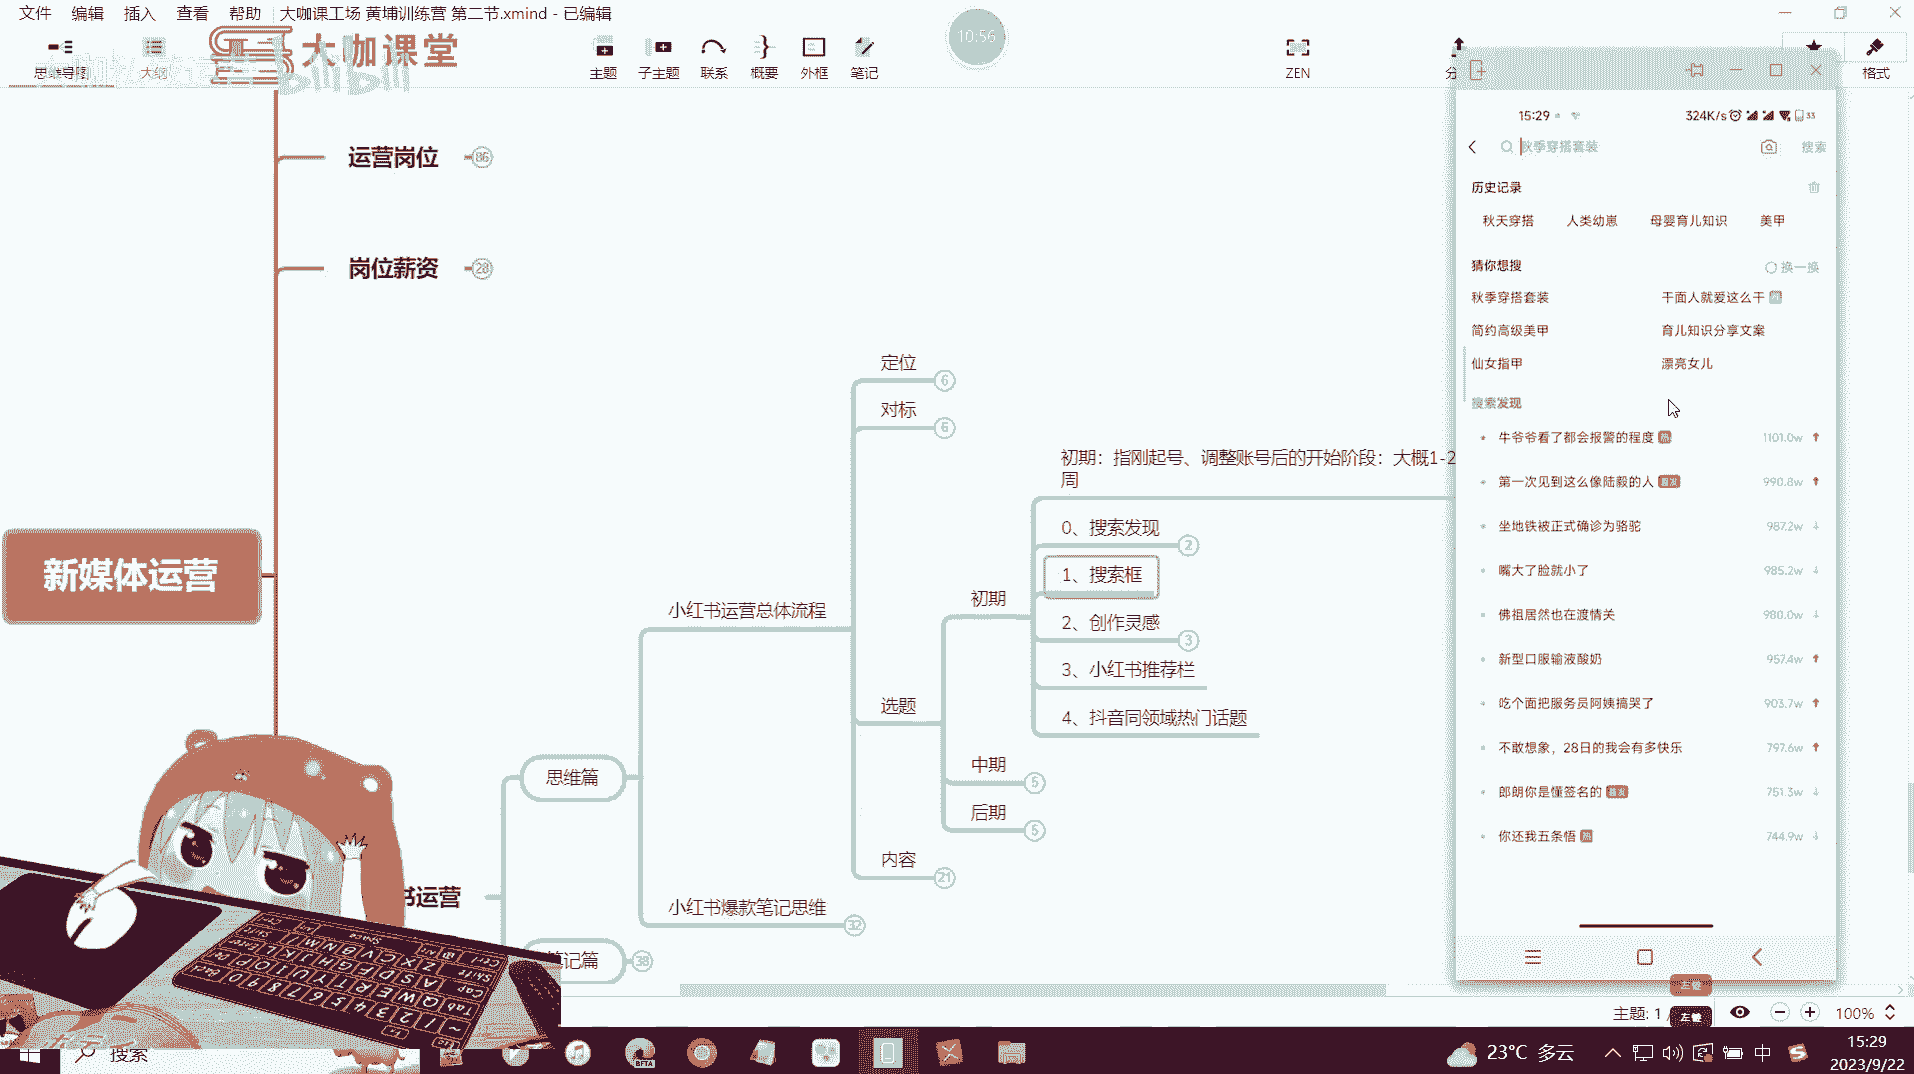 文件 编辑 插入 查看 帮助 大咖课工场 黄埔训练营 第二节.xmind - 已编辑
大咖课堂
bilibili
10:56
思维导图 大纲
主题 子主题 联系 概要 外框 笔记 ZEN 格式
运营岗位 86
岗位薪资 28
新媒体运营
书运营
思维篇
笔记篇 38
小红书运营总体流程
小红书爆款笔记思维 32
定位 6
对标 6
选题
内容 21
初期
中期 5
后期 5
初期：指刚起号、调整账号后的开始阶段：大概1-2
周
0、搜索发现 2
1、搜索框
2、创作灵感 3
3、小红书推荐栏
4、抖音同领域热门话题
15:29 324K/s 33
秋季穿搭套装 搜索
历史记录
秋天穿搭 人类幼崽 母婴育儿知识 美甲
猜你想搜 换一换
秋季穿搭套装 干面人就爱这么干
简约高级美甲 育儿知识分享文案
仙女指甲 漂亮女儿
搜索发现
牛爷爷看了都会报警的程度 热 1101.0w
第一次见到这么像陆毅的人 首发 990.8w
坐地铁被正式确诊为骆驼 987.2w
嘴大了脸就小了 985.2w
佛祖居然也在渡情关 980.0w
新型口服输液酸奶 957.4w
吃个面把服务员阿姨搞哭了 903.7w
不敢想象，28日的我会有多快乐 797.6w
郎朗你是懂签名的 首发 751.3w
你还我五条悟 热 744.9w
左键
左键
主题: 1 100%
搜索
BETA
23°C 多云 中 15:29
2023/9/22